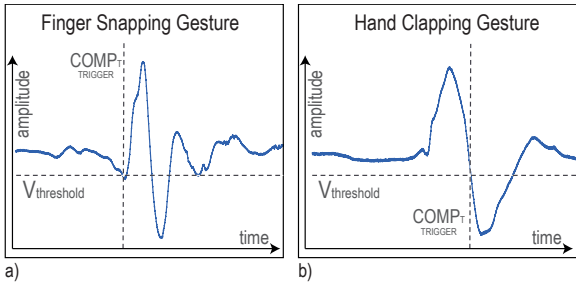 Finger Snapping Gesture
COMPT
TRIGGER
amplitude
Vthreshold
time
a)
Hand Clapping Gesture
amplitude
Vthreshold
COMPT
TRIGGER
time
b)